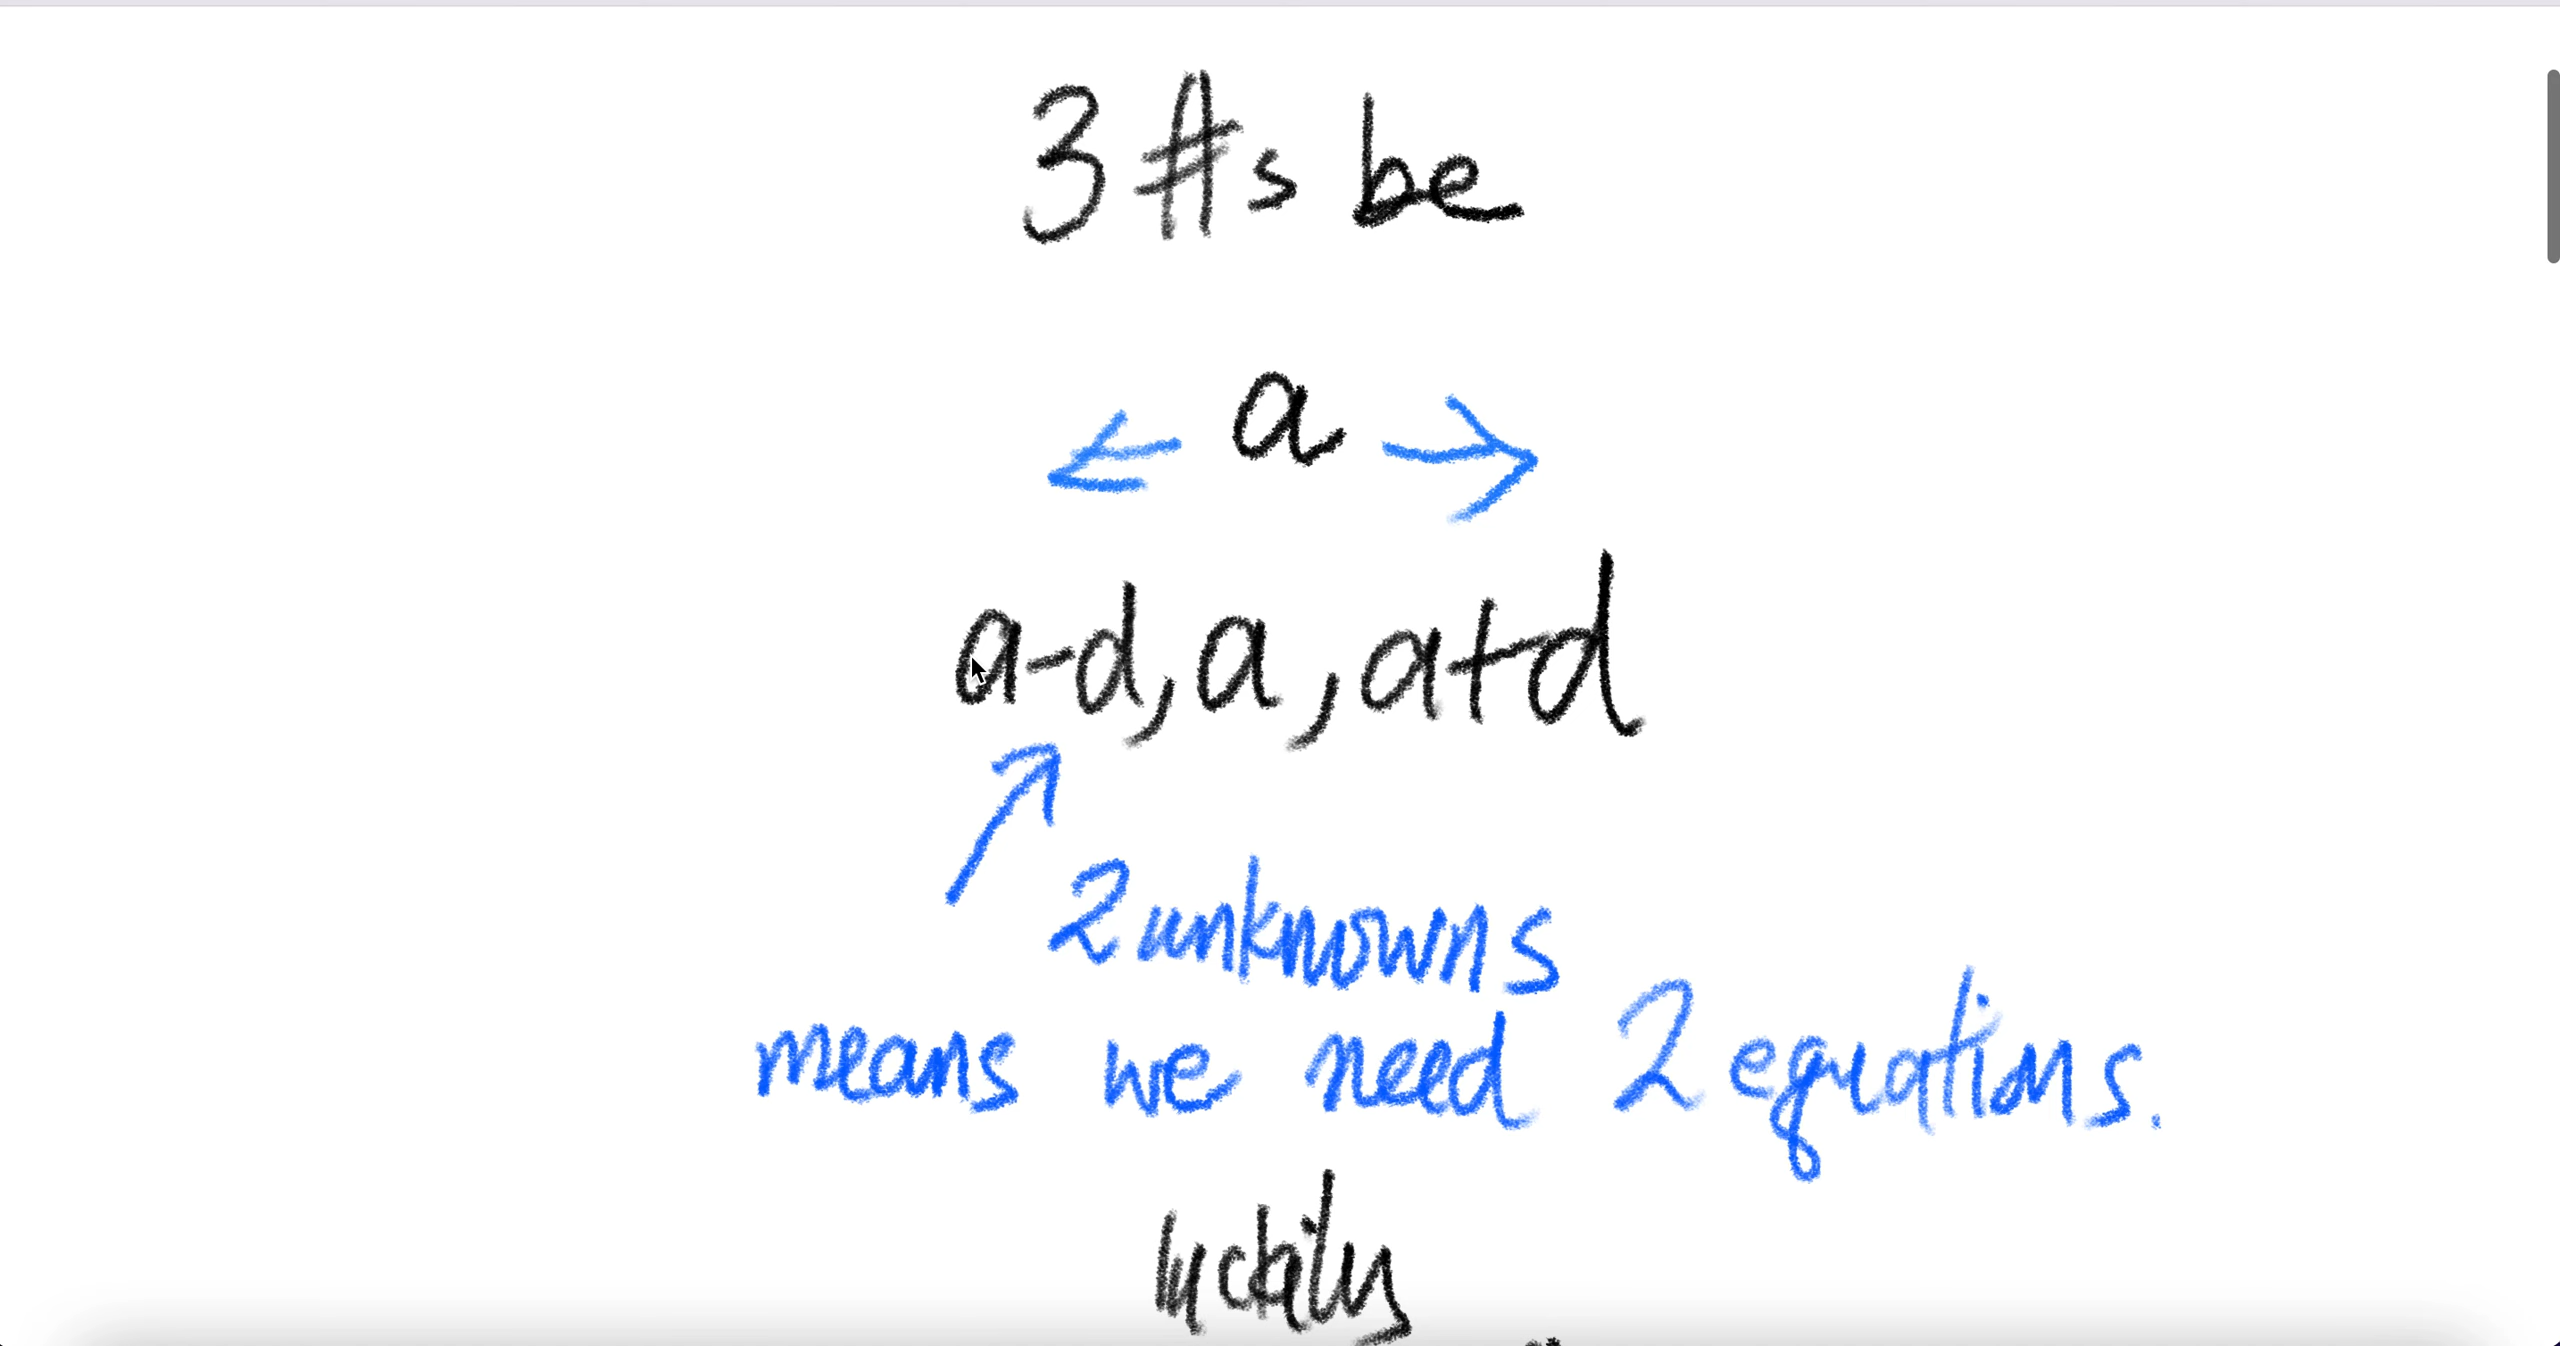 3 #s be
← a →
a-d, a, a+d
2 unknowns
means we need 2 equations.
luckily